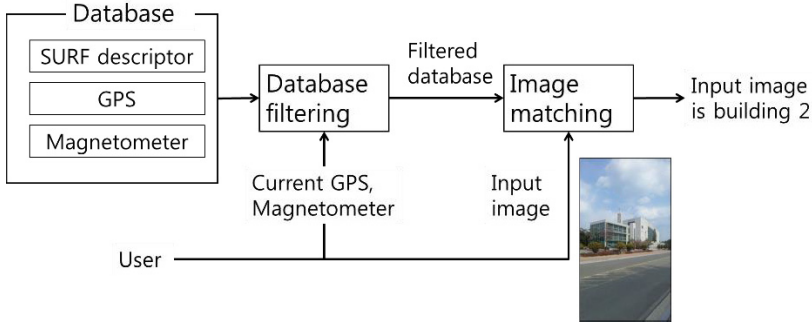 Database
SURF descriptor
GPS
Magnetometer
Database
filtering
Filtered
database
Image
matching
Input image
is building 2
Current GPS,
Magnetometer
Input
image
User